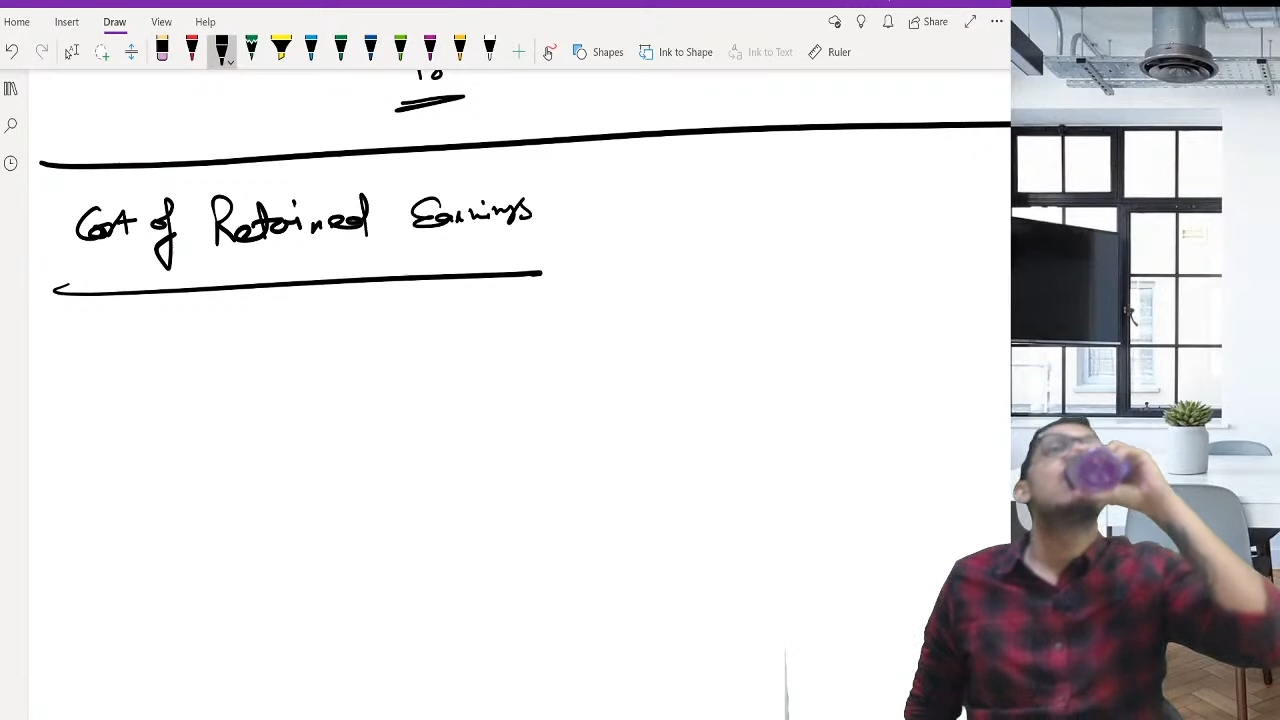 Home Insert Draw View Help Share
Shapes Ink to Shape Ink to Text Ruler
Cost of Retained Earnings